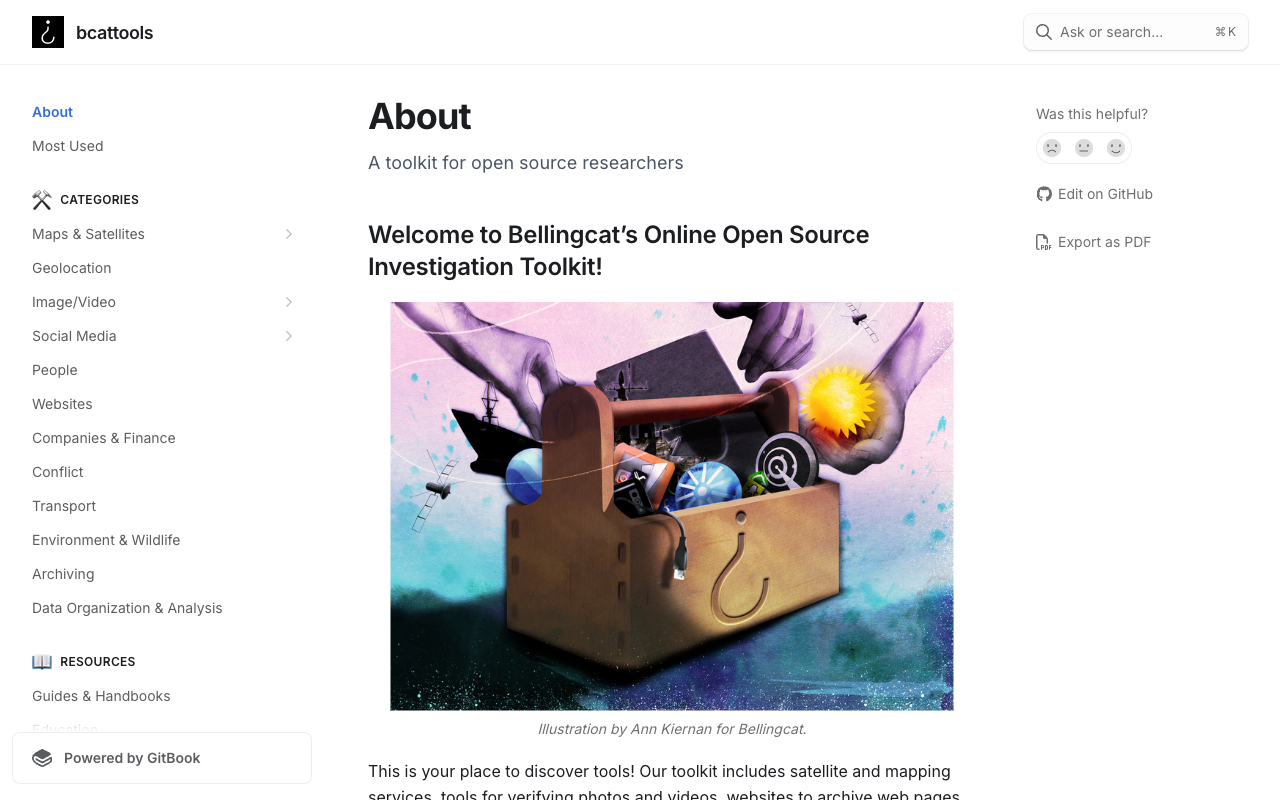 bcattools
Ask or search...
⌘K
About
Most Used
CATEGORIES
Maps & Satellites
Geolocation
Image/Video
Social Media
People
Websites
Companies & Finance
Conflict
Transport
Environment & Wildlife
Archiving
Data Organization & Analysis
RESOURCES
Guides & Handbooks
Education
Powered by GitBook
About
A toolkit for open source researchers
Welcome to Bellingcat’s Online Open Source
Investigation Toolkit!
Illustration by Ann Kiernan for Bellingcat.
This is your place to discover tools! Our toolkit includes satellite and mapping
services, tools for verifying photos and videos, websites to archive web pages
Was this helpful?
Edit on GitHub
PDF
Export as PDF